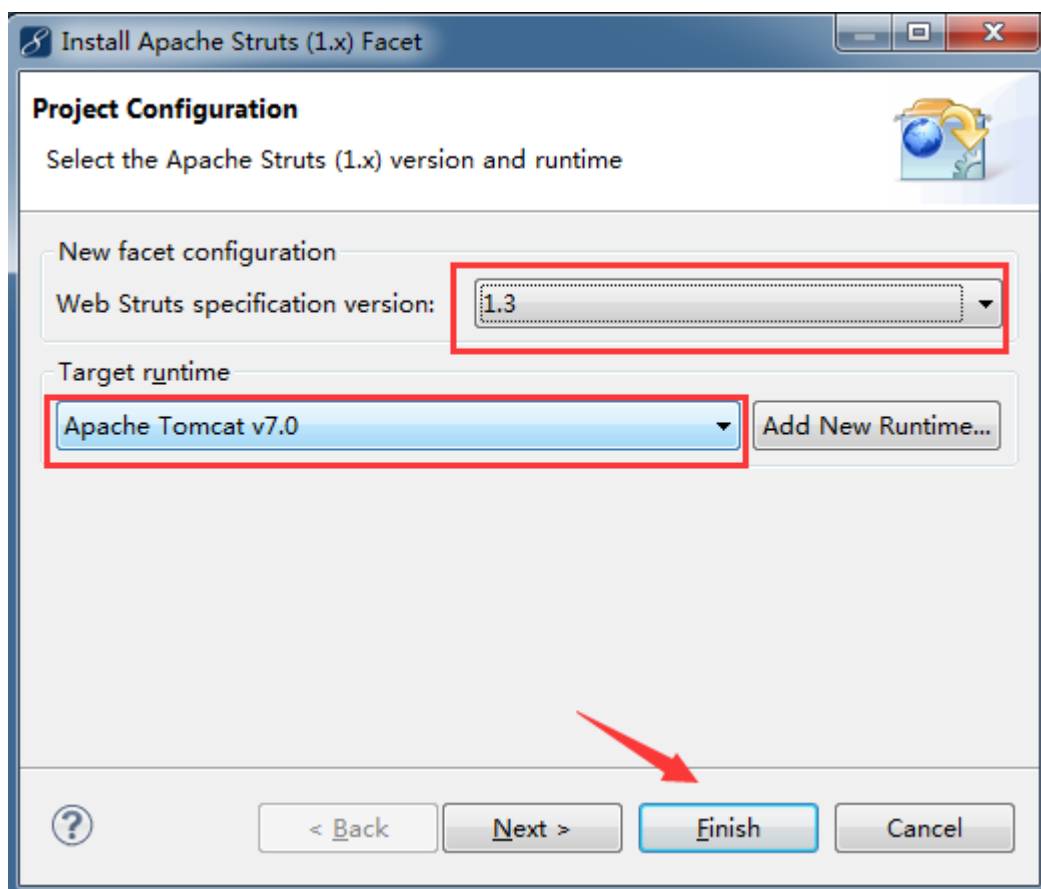 Install Apache Struts (1.x) Facet
Project Configuration
Select the Apache Struts (1.x) version and runtime
New facet configuration
Web Struts specification version:
1.3
Target runtime
Apache Tomcat v7.0
Add New Runtime...
< Back
Next >
Finish
Cancel